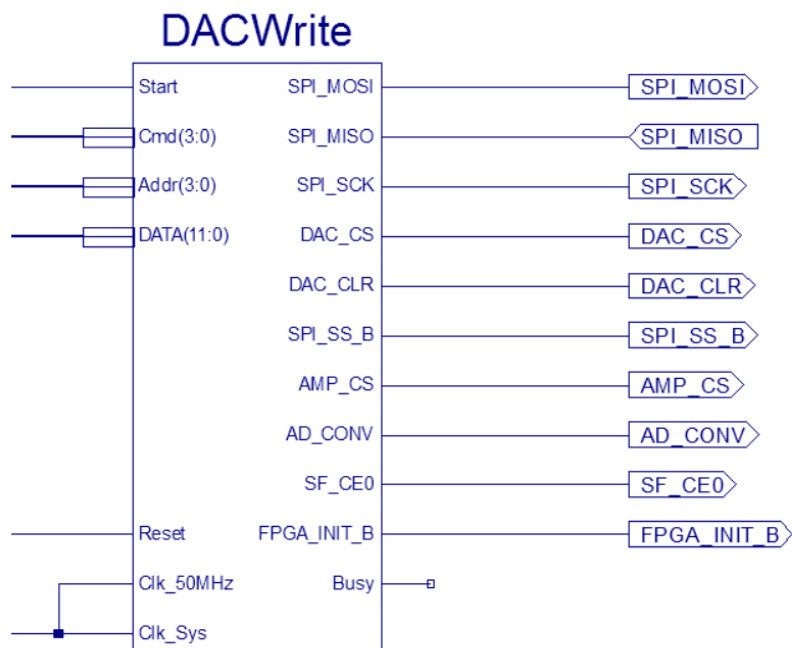 DACWrite
Start SPI_MOSI SPI_MOSI
Cmd(3:0) SPI_MISO SPI_MISO
Addr(3:0) SPI_SCK SPI_SCK
DATA(11:0) DAC_CS DAC_CS
DAC_CLR DAC_CLR
SPI_SS_B SPI_SS_B
AMP_CS AMP_CS
AD_CONV AD_CONV
SF_CE0 SF_CE0
Reset FPGA_INIT_B FPGA_INIT_B
Clk_50MHz Busy
Clk_Sys